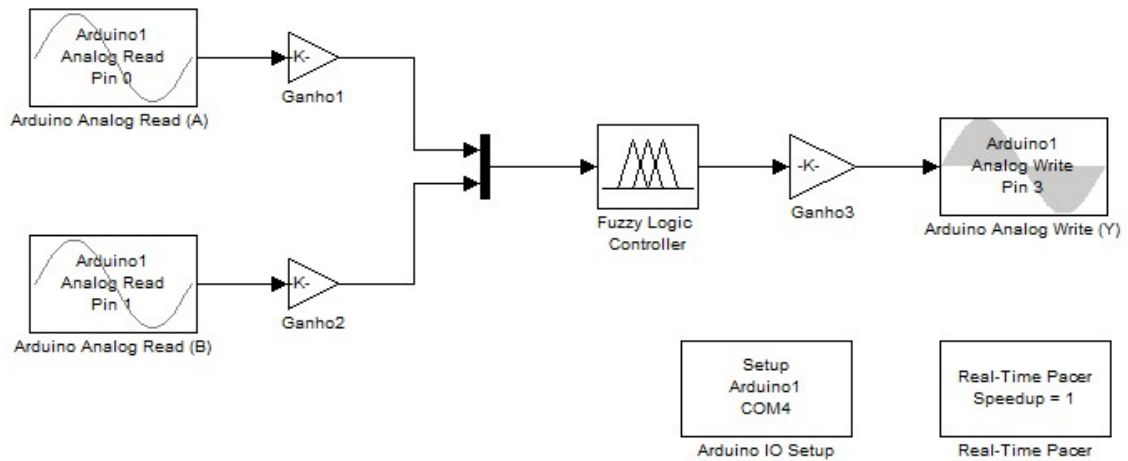 Arduino1
Analog Read
Pin 0
Arduino Analog Read (A)
K-
Ganho1
Arduino1
Analog Read
Pin 1
Arduino Analog Read (B)
K-
Ganho2
Fuzzy Logic
Controller
-K-
Ganho3
Arduino1
Analog Write
Pin 3
Arduino Analog Write (Y)
Setup
Arduino1
COM4
Arduino IO Setup
Real-Time Pacer
Speedup = 1
Real-Time Pacer